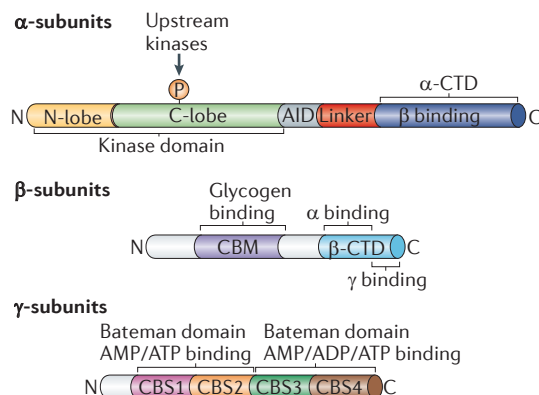 α-subunits
Upstream
kinases
P
α-CTD
N N-lobe C-lobe AID Linker β binding C
Kinase domain
β-subunits
Glycogen
binding
α binding
N CBM β-CTD C
γ binding
γ-subunits
Bateman domain
AMP/ATP binding
Bateman domain
AMP/ADP/ATP binding
N CBS1 CBS2 CBS3 CBS4 C